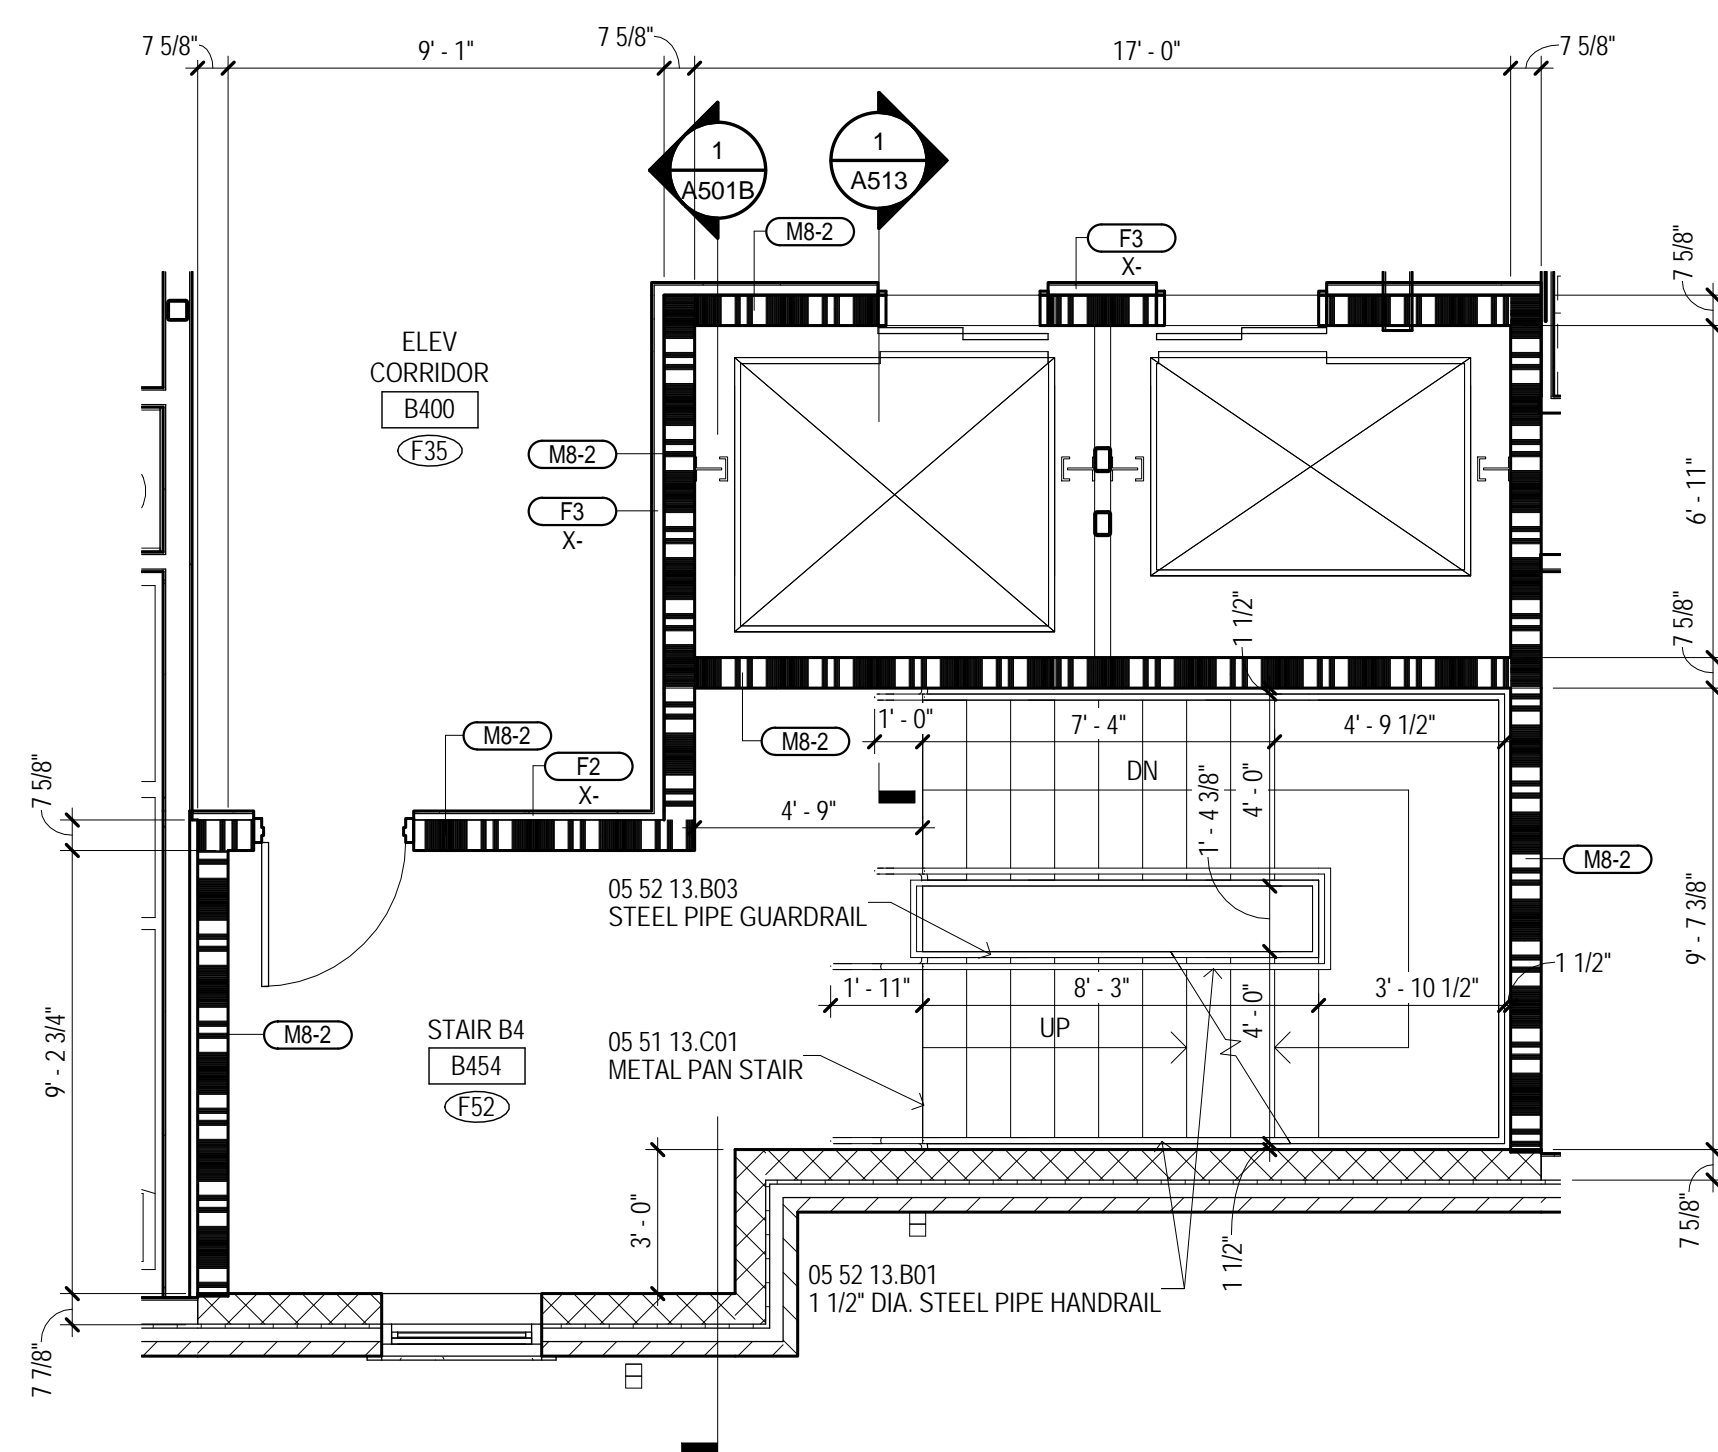 7 5/8"
9' - 1"
7 5/8"
17' - 0"
7 5/8"
1
A501B
1
A513
M8-2
F3
X-
7 5/8"
ELEV
CORRIDOR
B400
F35
M8-2
F3
X-
6' - 11"
1 1/2"
7 5/8"
M8-2
F2
X-
M8-2
1' - 0"
7' - 4"
4' - 9 1/2"
DN
7 5/8"
4' - 9"
1' - 4 3/8"
4' - 0"
M8-2
05 52 13.B03
STEEL PIPE GUARDRAIL
9' - 7 3/8"
1 1/2"
1' - 11"
8' - 3"
3' - 10 1/2"
UP
4' - 0"
M8-2
STAIR B4
B454
F52
05 51 13.C01
METAL PAN STAIR
9' - 2 3/4"
3' - 0"
7 5/8"
1 1/2"
05 52 13.B01
1 1/2" DIA. STEEL PIPE HANDRAIL
7 7/8"